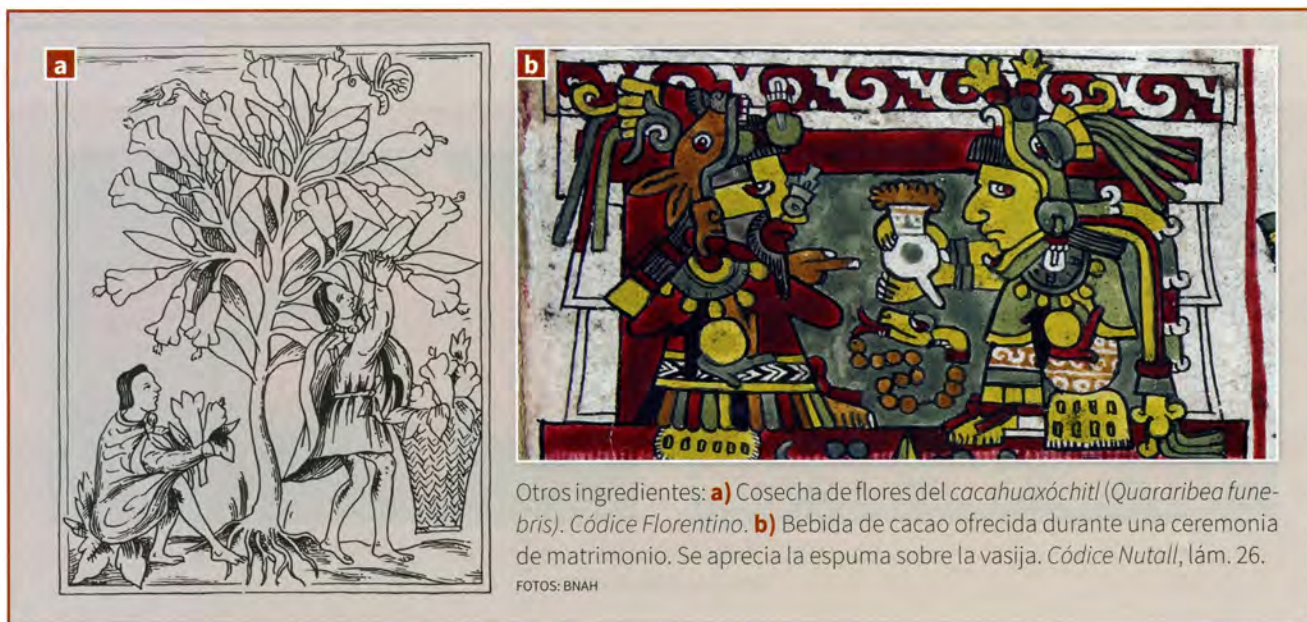 a
b
Otros ingredientes: a) Cosecha de flores del cacahuaxóchitl (Quararibea fune-
bris). Códice Florentino. b) Bebida de cacao ofrecida durante una ceremonia
de matrimonio. Se aprecia la espuma sobre la vasija. Códice Nutall, lám. 26.
FOTOS: BNAH